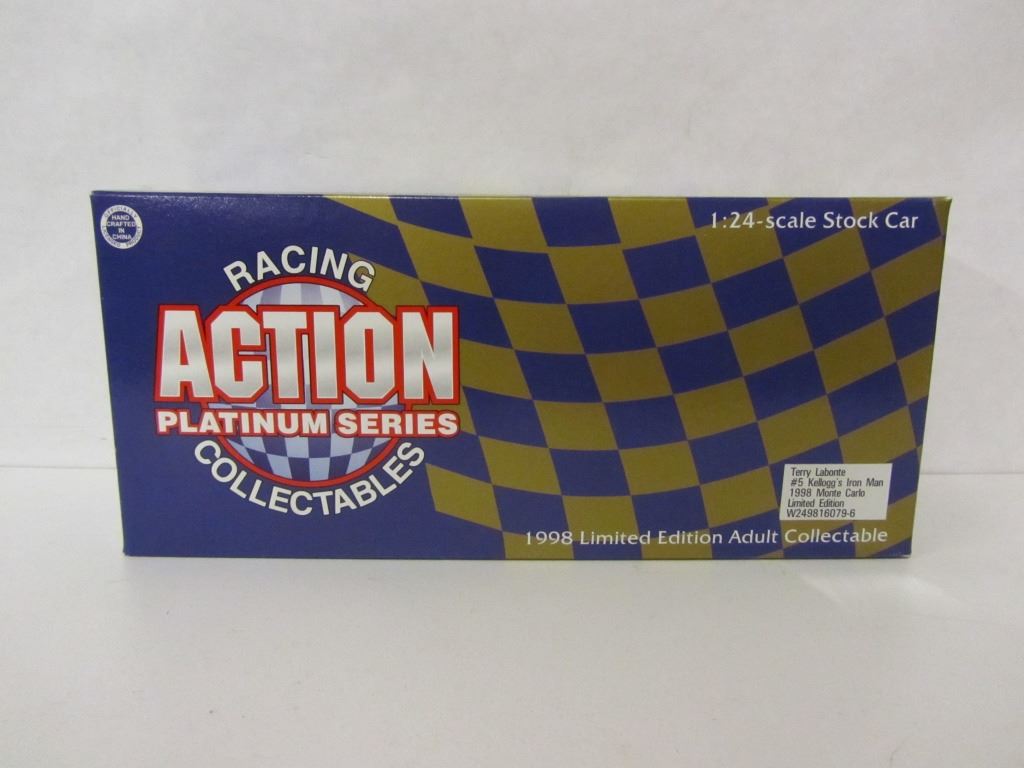 HAND
CRAFTED
IN
CHINA
1:24-scale Stock Car
RACING
ACTION
PLATINUM SERIES
COLLECTABLES
Terry Labonte
#5 Kellogg's Iron Man
1998 Monte Carlo
Limited Edition
W249816079-6
1998 Limited Edition Adult Collectable